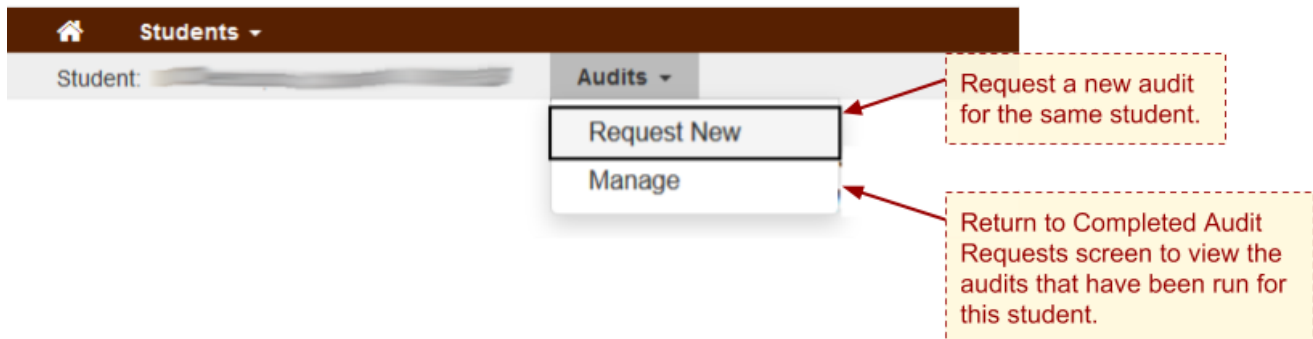 Students
Student:
Audits
Request New
Manage
Request a new audit
for the same student.
Return to Completed Audit
Requests screen to view the
audits that have been run for
this student.